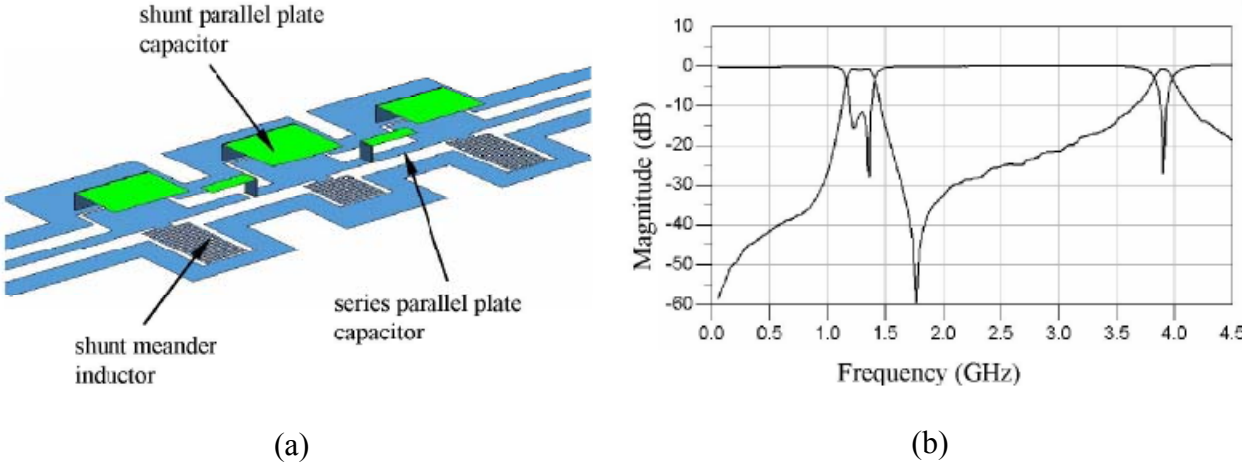 shunt parallel plate
capacitor
series parallel plate
capacitor
shunt meander
inductor
(a)
10
0
-10
-20
-30
-40
-50
-60
Magnitude (dB)
0.0 0.5 1.0 1.5 2.0 2.5 3.0 3.5 4.0 4.5
Frequency (GHz)
(b)